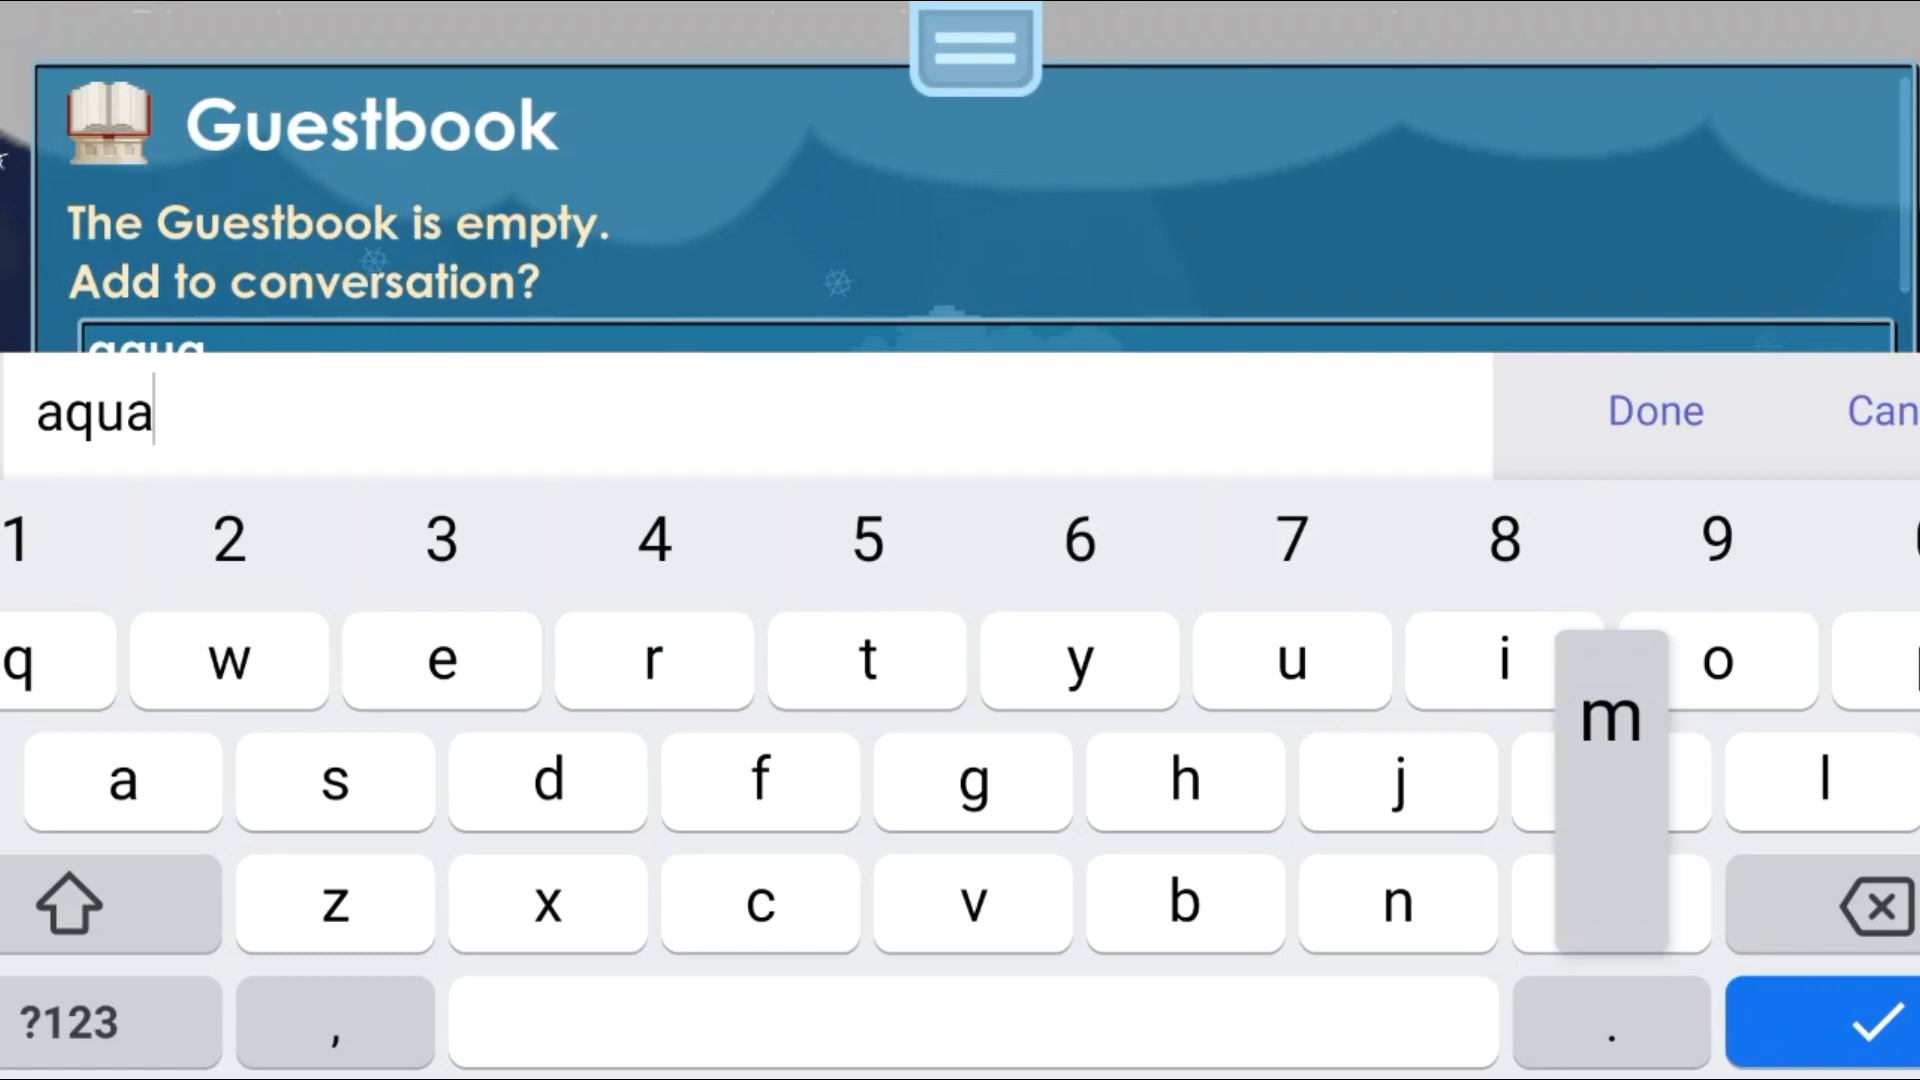 Guestbook
The Guestbook is empty.
Add to conversation?
aqua
aqua
Done Can
1 2 3 4 5 6 7 8 9
q w e r t y u i o
a s d f g h j l
m
z x c v b n
?123 , .